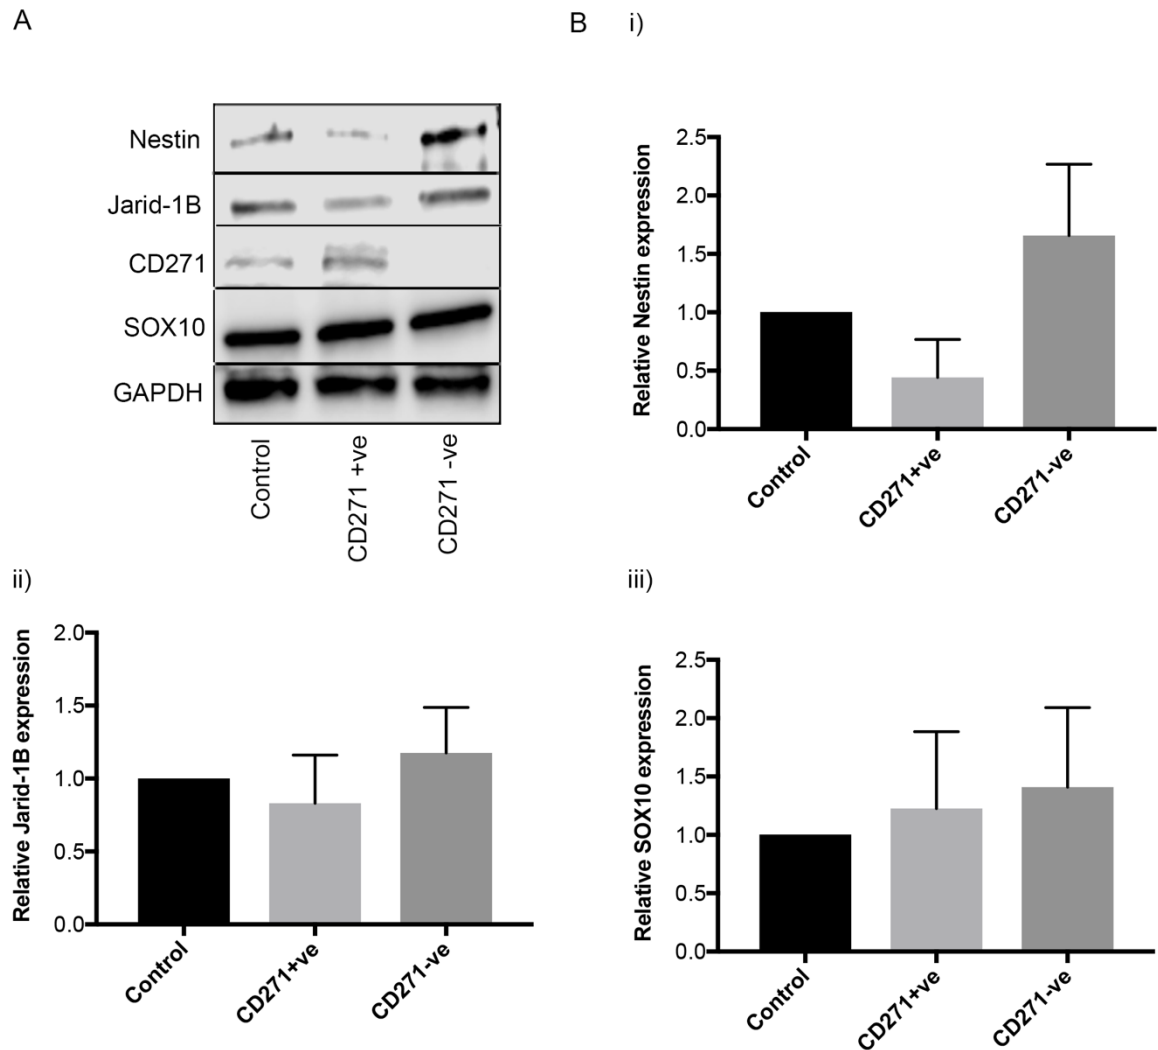 A
Nestin
Jarid-1B
CD271
SOX10
GAPDH
Control
CD271 +ve
CD271 -ve
B i)
Relative Nestin expression
2.5
2.0
1.5
1.0
0.5
0.0
Control
CD271+ve
CD271-ve
ii)
Relative Jarid-1B expression
2.0
1.5
1.0
0.5
0.0
Control
CD271+ve
CD271-ve
iii)
Relative SOX10 expression
2.5
2.0
1.5
1.0
0.5
0.0
Control
CD271+ve
CD271-ve